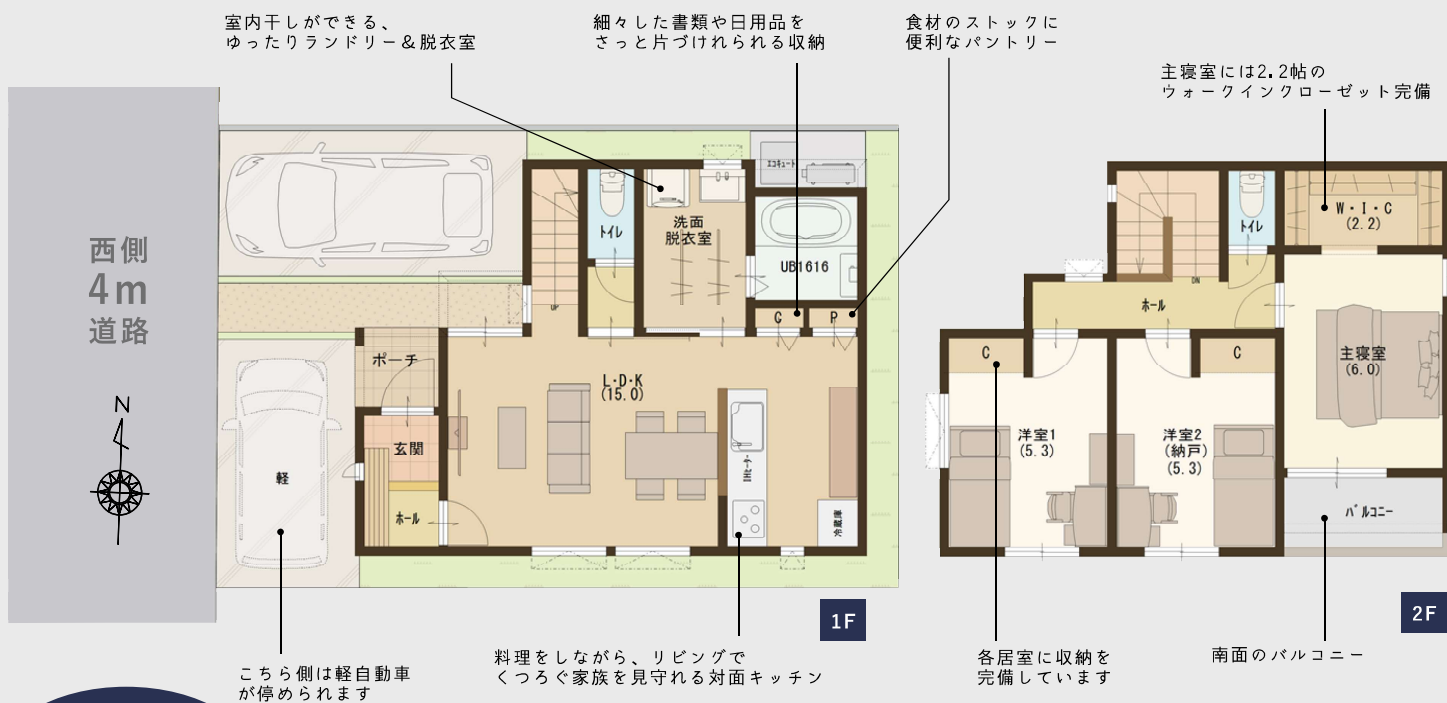 室内干しができる、
ゆったりランドリー&脱衣室
細々した書類や日用品を
さっと片づけれられる収納
食材のストックに
便利なパントリー
主寝室には2.2帖の
ウォークインクローゼット完備
西側
4m
道路
N
エコキュート
トイレ
洗面
脱衣室
UB1616
UP
C
P
ポーチ
L・D・K
(15.0)
玄関
ホール
軽
IHヒーター
冷蔵庫
1F
こちら側は軽自動車
が停められます
料理をしながら、リビングで
くつろぐ家族を見守れる対面キッチン
トイレ
W・I・C
(2.2)
DN
ホール
C
C
主寝室
(6.0)
洋室1
(5.3)
洋室2
(納戸)
(5.3)
バルコニー
2F
各居室に収納を
完備しています
南面のバルコニー